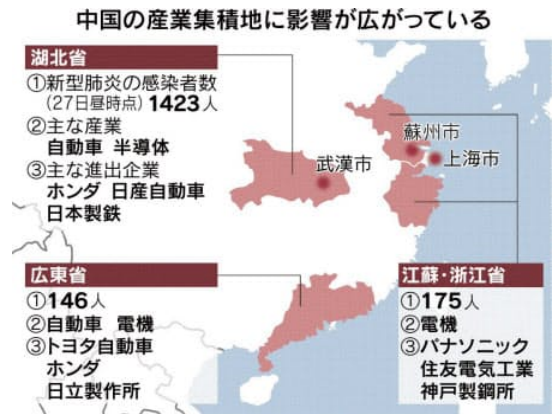 中国の産業集積地に影響が広がっている
湖北省
①新型肺炎の感染者数
(27日昼時点) 1423人
②主な産業
自動車 半導体
③主な進出企業
ホンダ 日産自動車
日本製鉄
武漢市
蘇州市
上海市
広東省
①146人
②自動車 電機
③トヨタ自動車
ホンダ
日立製作所
江蘇・浙江省
①175人
②電機
③パナソニック
住友電気工業
神戸製鋼所